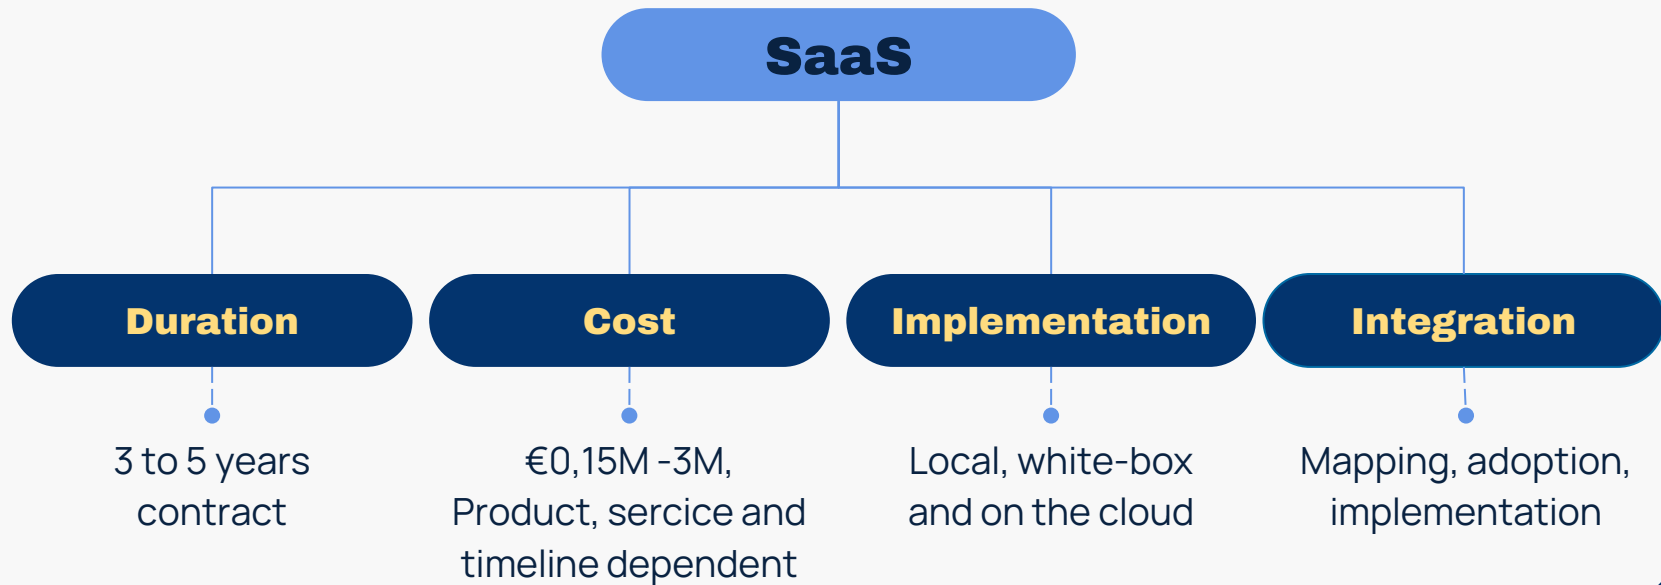 SaaS
Duration
Cost
Implementation
Integration
3 to 5 years
contract
€0,15M -3M,
Product, sercice and
timeline dependent
Local, white-box
and on the cloud
Mapping, adoption,
implementation